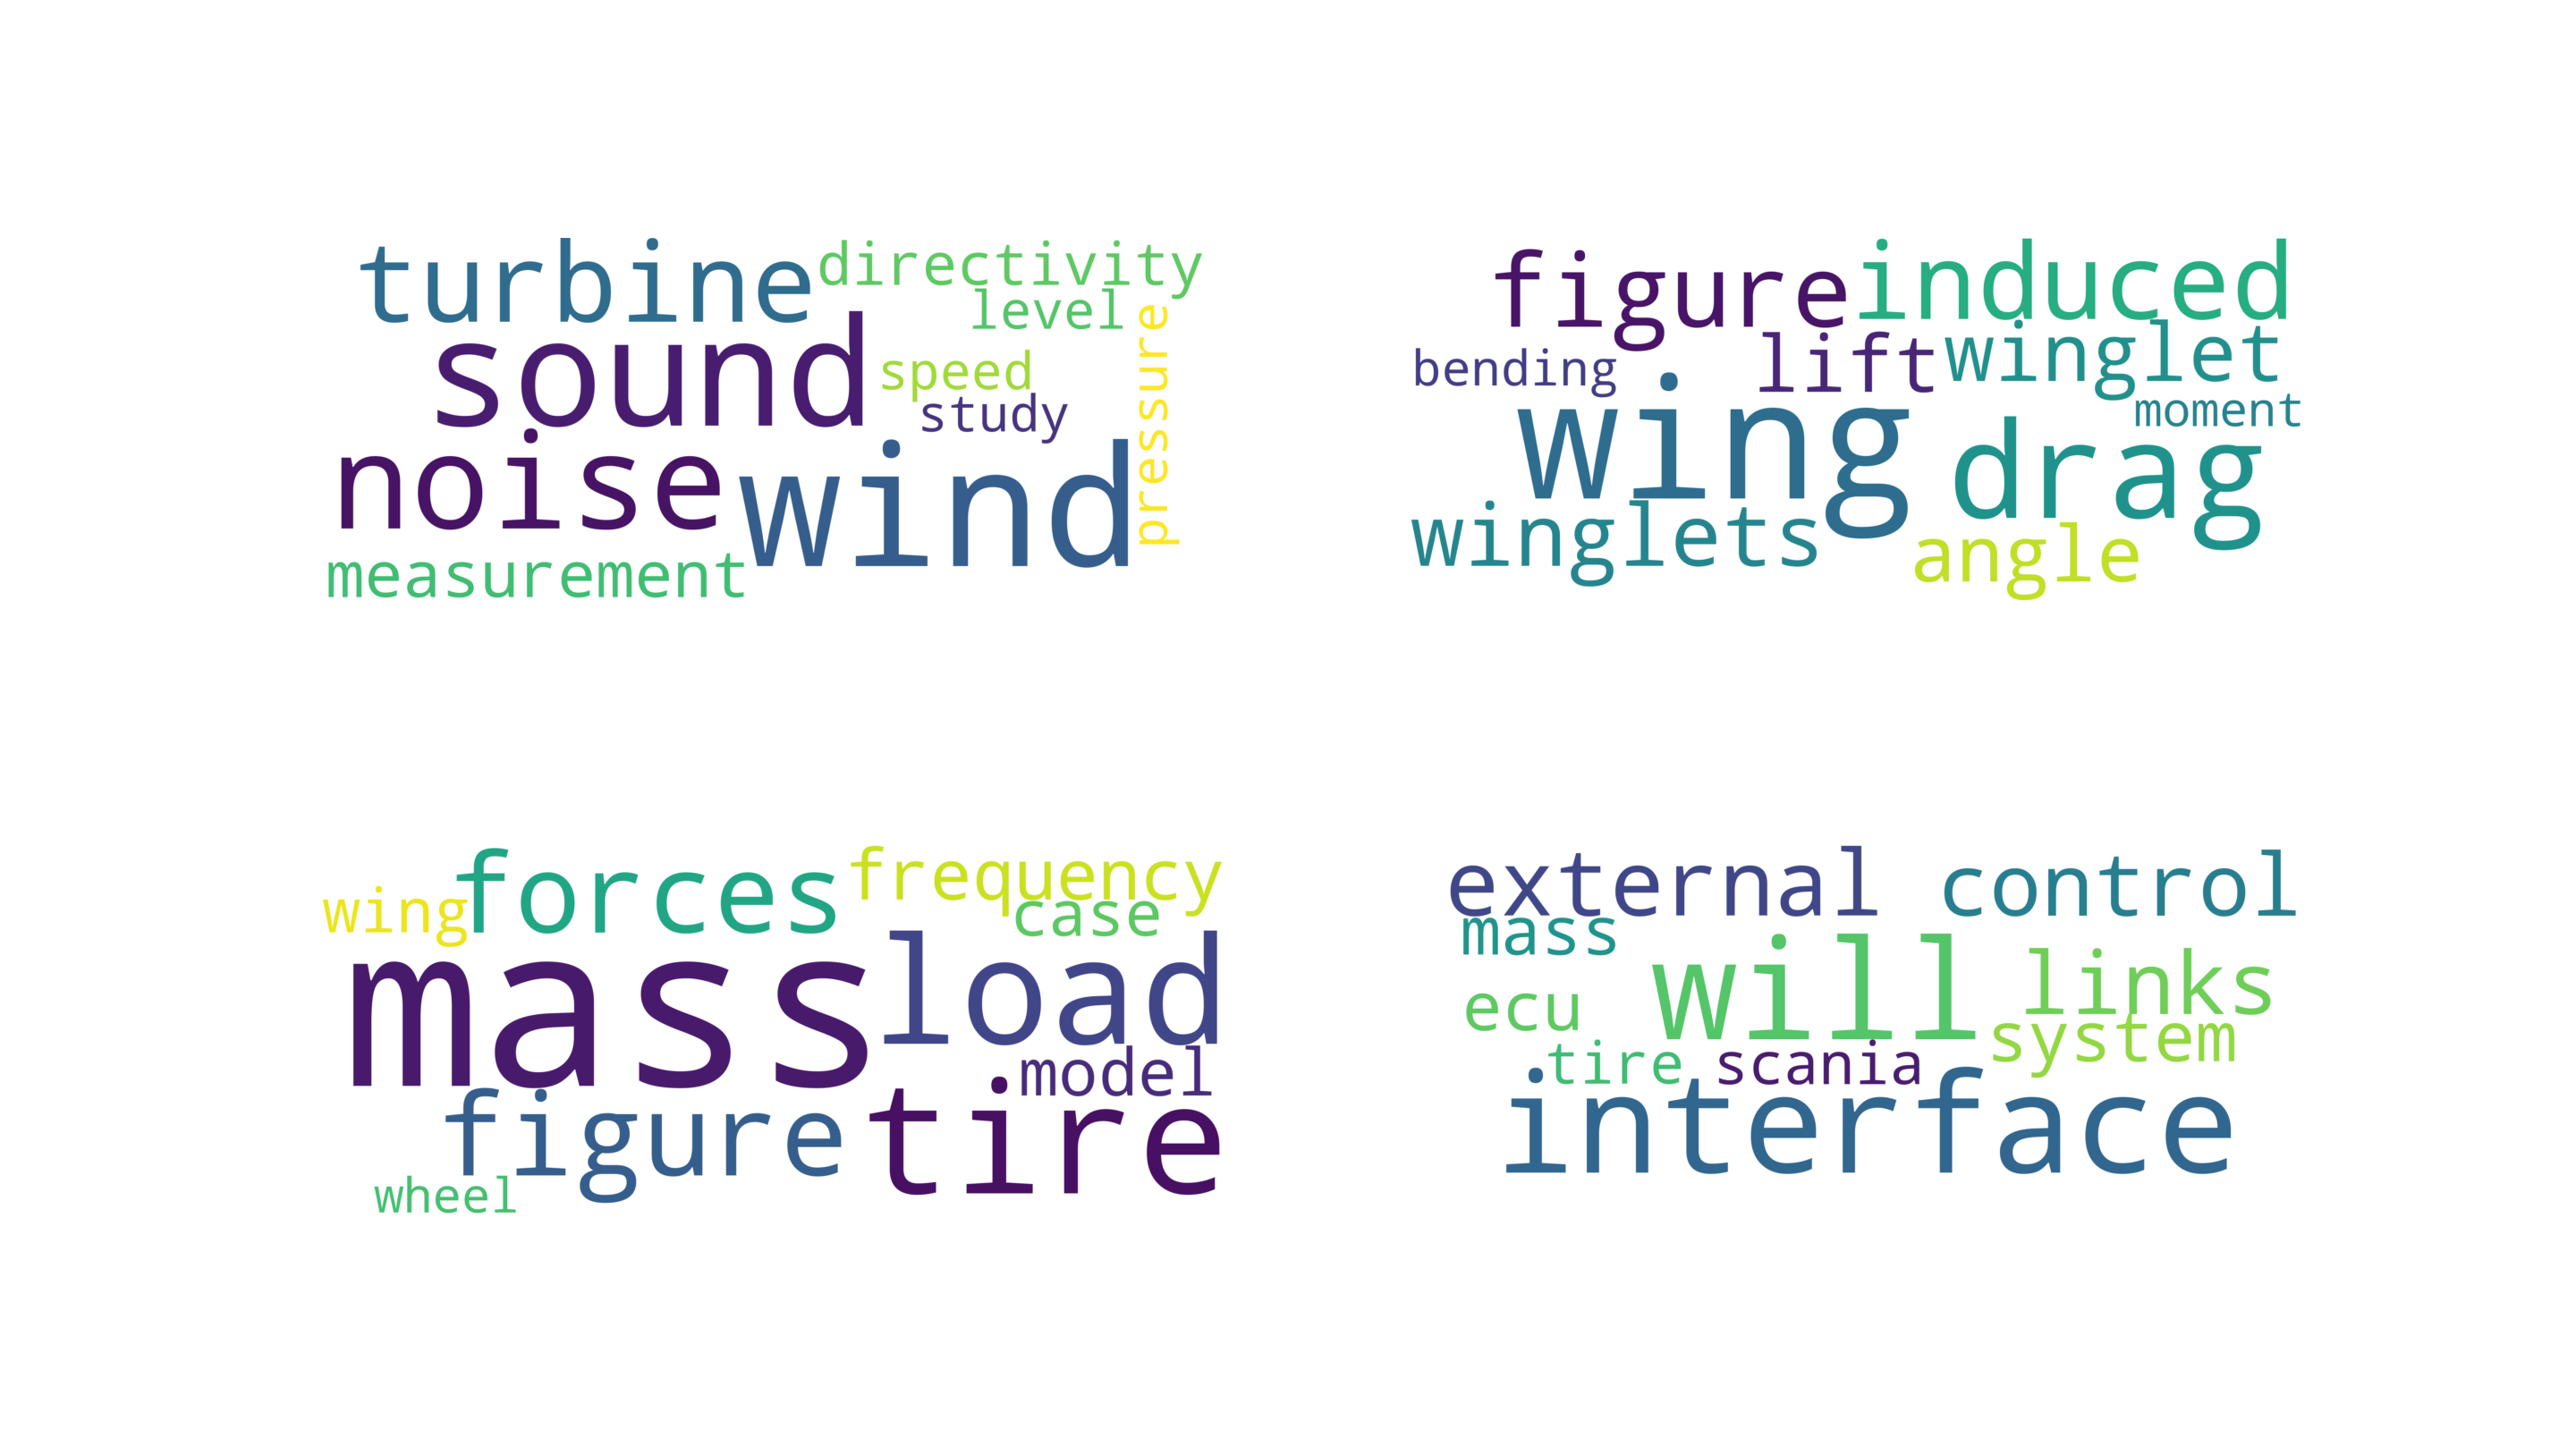 turbine directivity
level
sound speed
study
pressure
noise wind
measurement
figure induced
bending lift winglet
moment
wing drag
winglets angle
forces frequency
wing case
mass load
model
figure tire
wheel
external control
mass
will links
ecu system
tire scania
interface